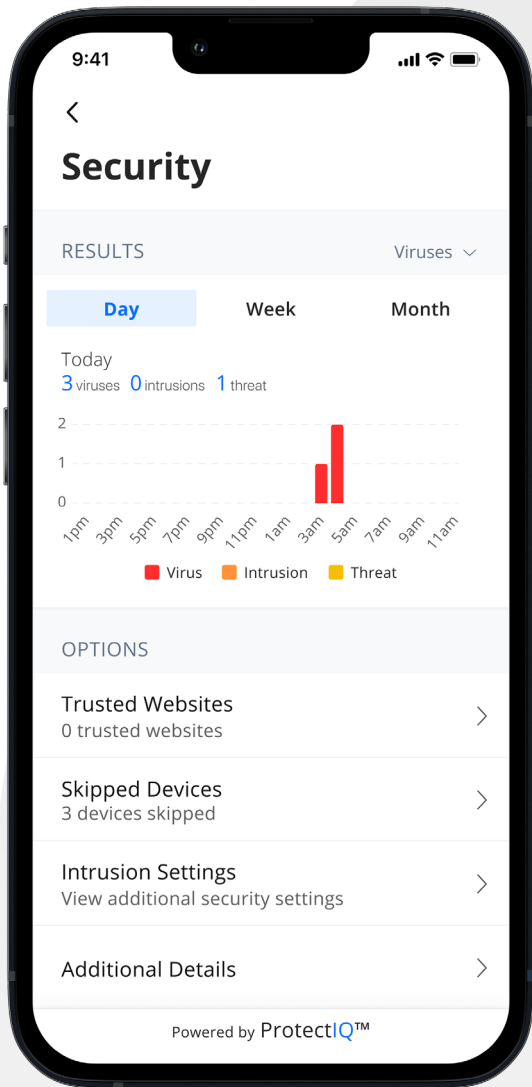 9:41
Security
RESULTS
Viruses
Day Week Month
Today
3 viruses 0 intrusions 1 threat
2
1
0
1pm 3pm 5pm 7pm 9pm 11pm 1am 3am 5am 7am 9am 11am
Virus Intrusion Threat
OPTIONS
Trusted Websites
0 trusted websites
Skipped Devices
3 devices skipped
Intrusion Settings
View additional security settings
Additional Details
Powered by ProtectIQ™